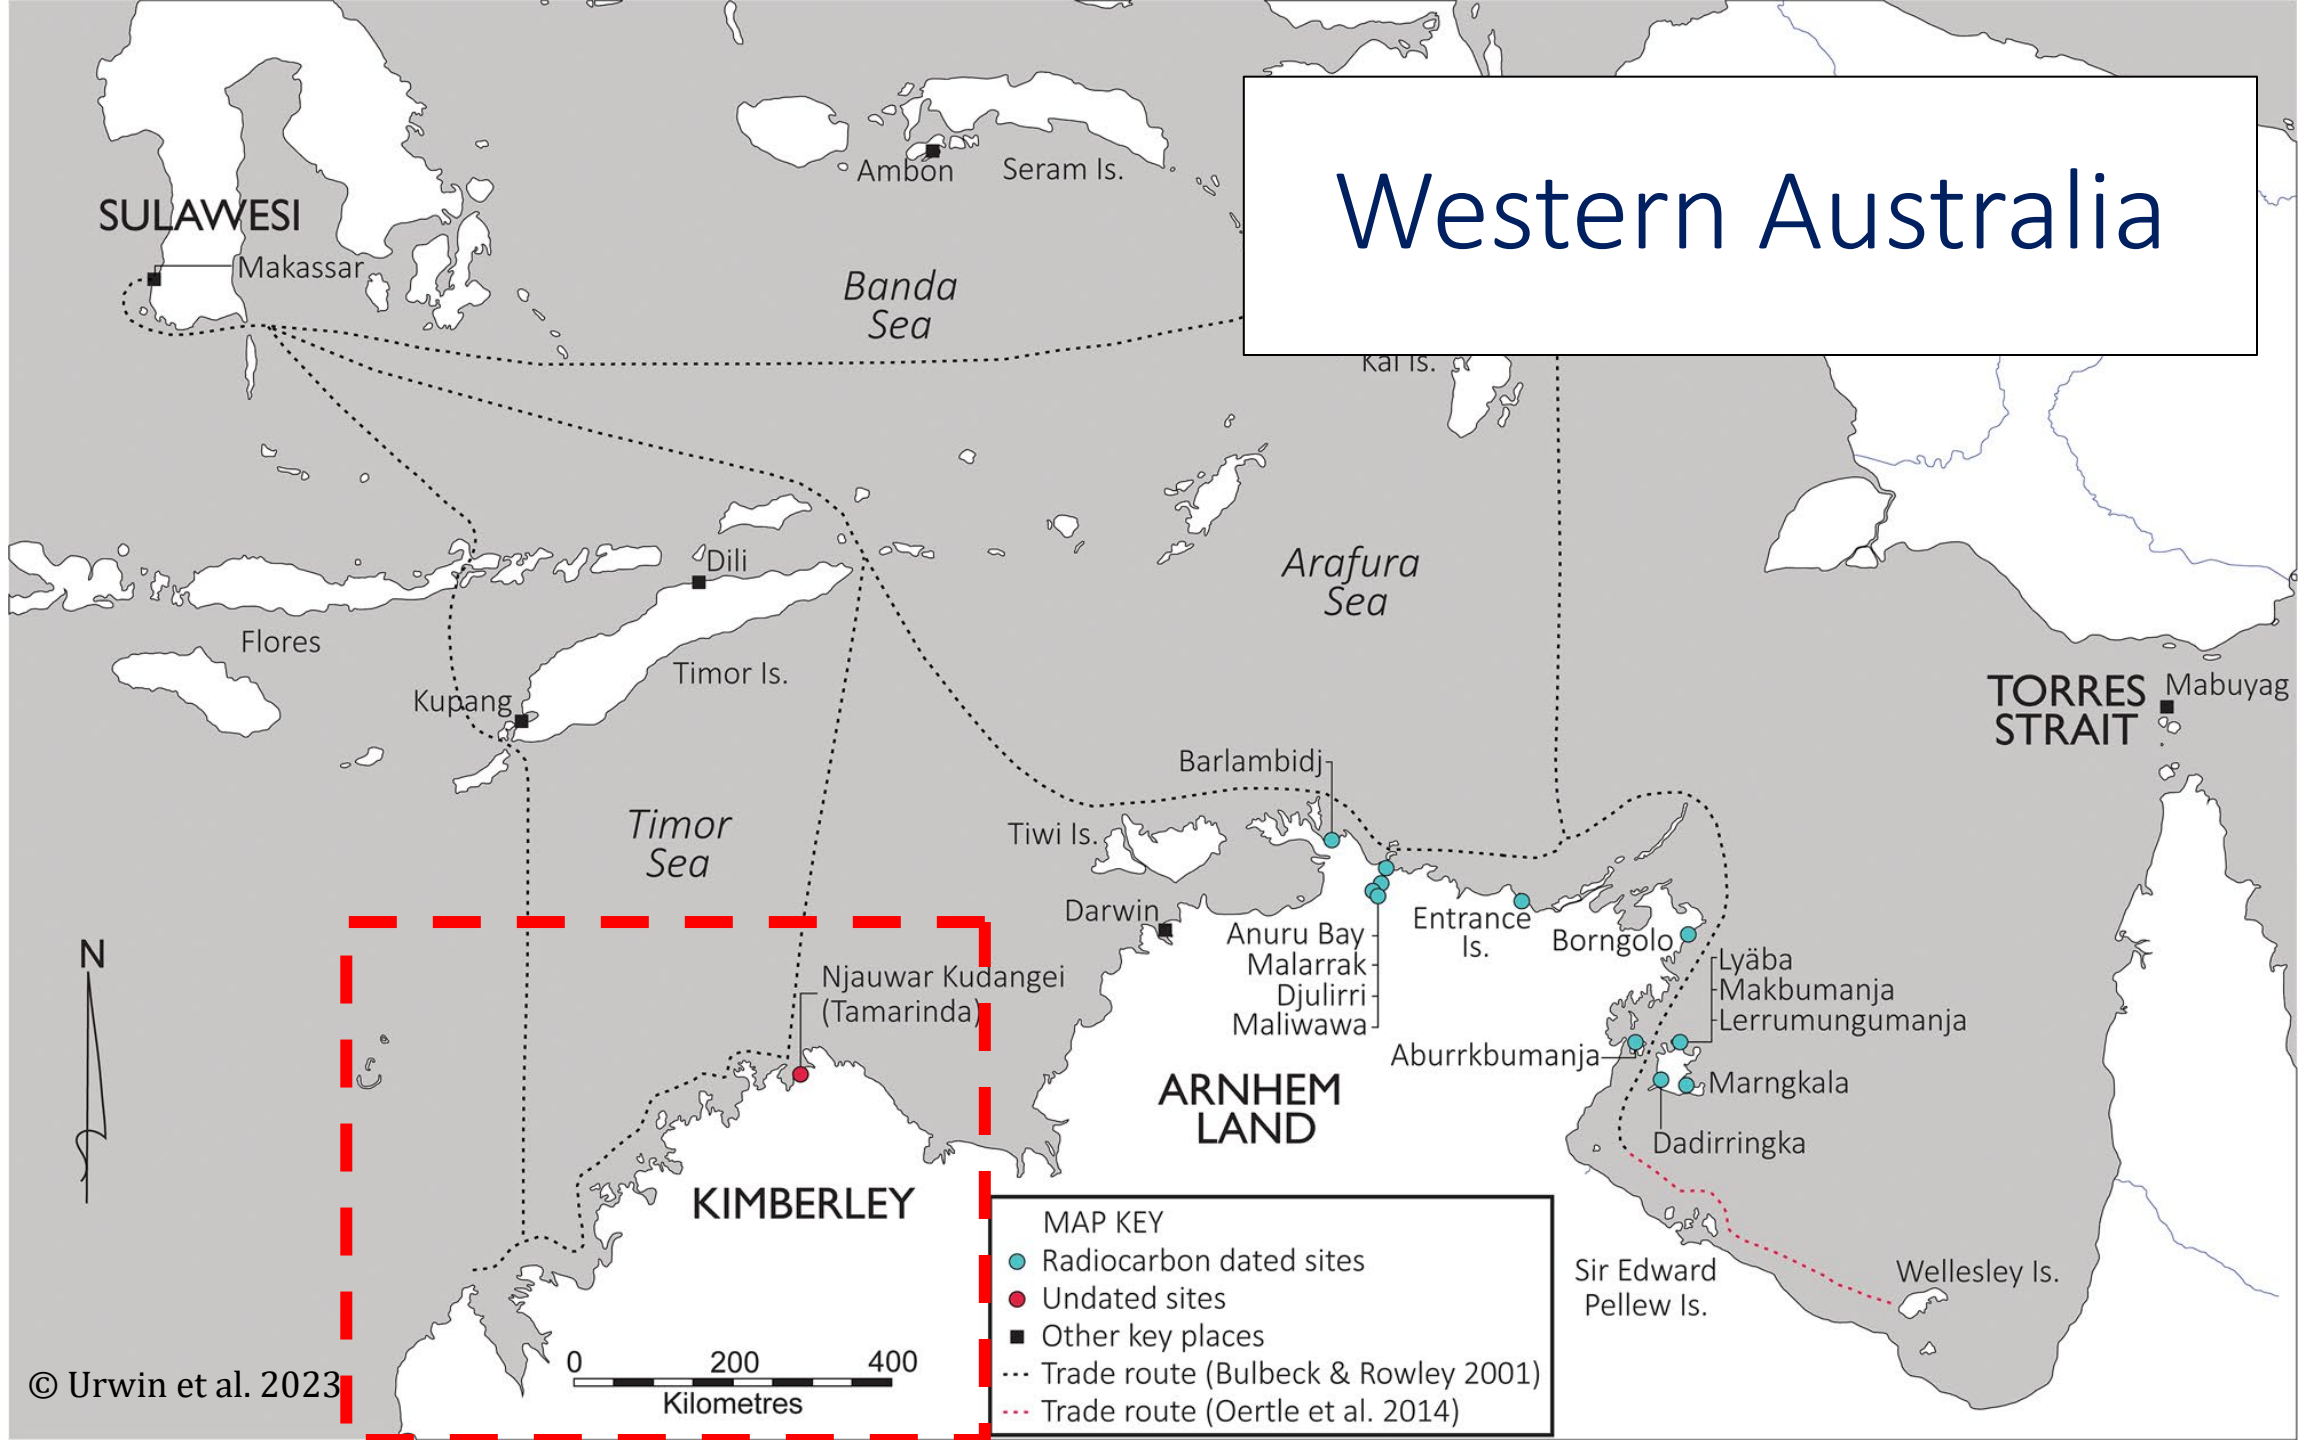 Western Australia
Ambon
Seram Is.
SULAWESI
Makassar
Banda
Sea
Kai Is.
Dili
Arafura
Sea
Flores
Timor Is.
Kupang
TORRES
STRAIT
Mabuyag
Barlambidj
Timor
Sea
Tiwi Is.
Darwin
Entrance
Is.
Anuru Bay
Malarrak
Djulirri
Maliwawa
Borngolo
Lyäba
Makbumanja
Lerrumungumanja
N
Njauwar Kudangei
(Tamarinda)
Aburrkbumanja
Marngkala
ARNHEM
LAND
Dadirringka
KIMBERLEY
MAP KEY
Radiocarbon dated sites
Undated sites
Other key places
Trade route (Bulbeck & Rowley 2001)
Trade route (Oertle et al. 2014)
Sir Edward
Pellew Is.
Wellesley Is.
0 200 400
Kilometres
© Urwin et al. 2023